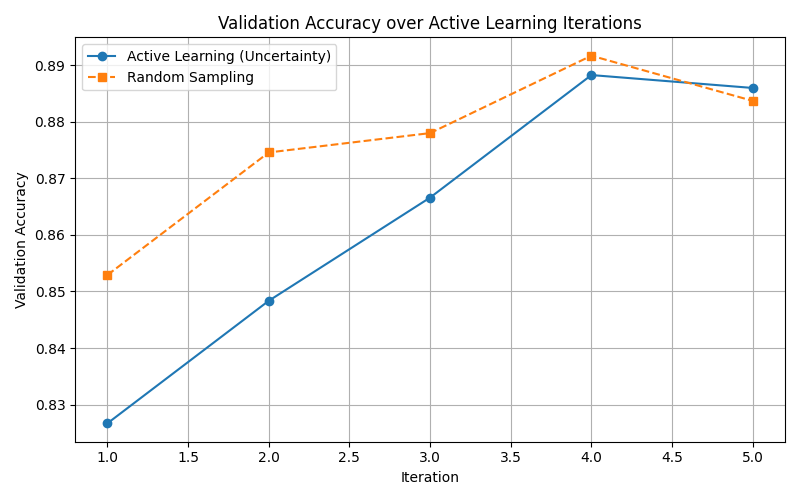 Validation Accuracy over Active Learning Iterations
Active Learning (Uncertainty)
Random Sampling
Validation Accuracy
0.89
0.88
0.87
0.86
0.85
0.84
0.83
1.0 1.5 2.0 2.5 3.0 3.5 4.0 4.5 5.0
Iteration